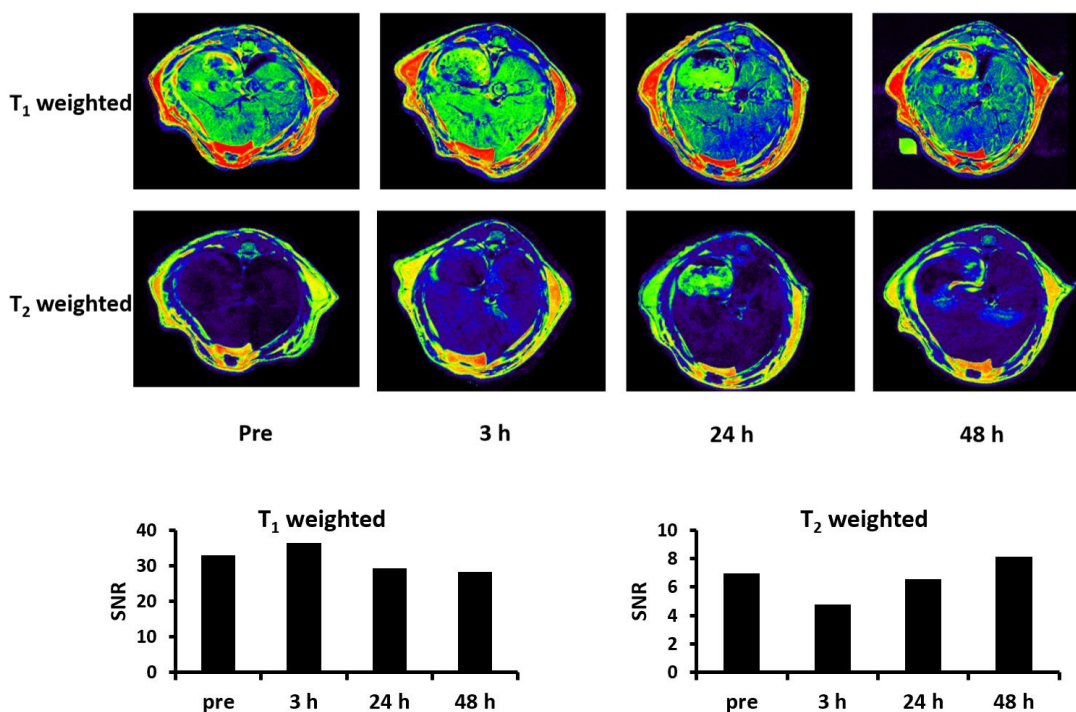 T₁ weighted
T₂ weighted
Pre 3 h 24 h 48 h
T₁ weighted
40
30
20
10
0
SNR
pre 3 h 24 h 48 h
T₂ weighted
10
8
6
4
2
0
SNR
pre 3 h 24 h 48 h